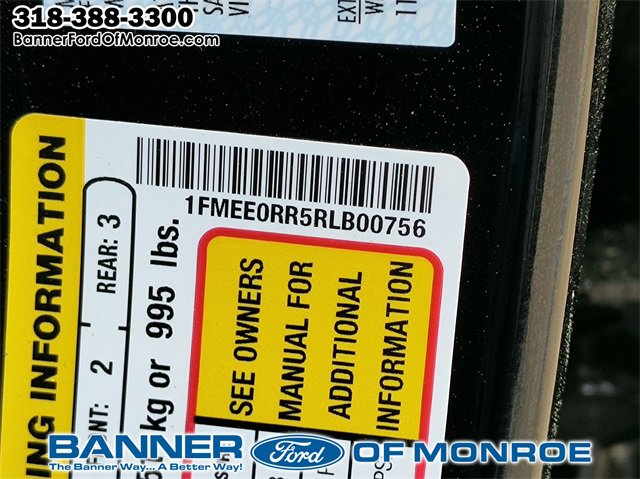 318-388-3300
BannerFordOfMonroe.com
1FMEE0RR5RLB00756
ING INFORMATION
NT: 2 REAR: 3
kg or 995 lbs.
SEE OWNERS
MANUAL FOR
ADDITIONAL
INFORMATION
BANNER Ford OF MONROE
The Banner Way... A Better Way!